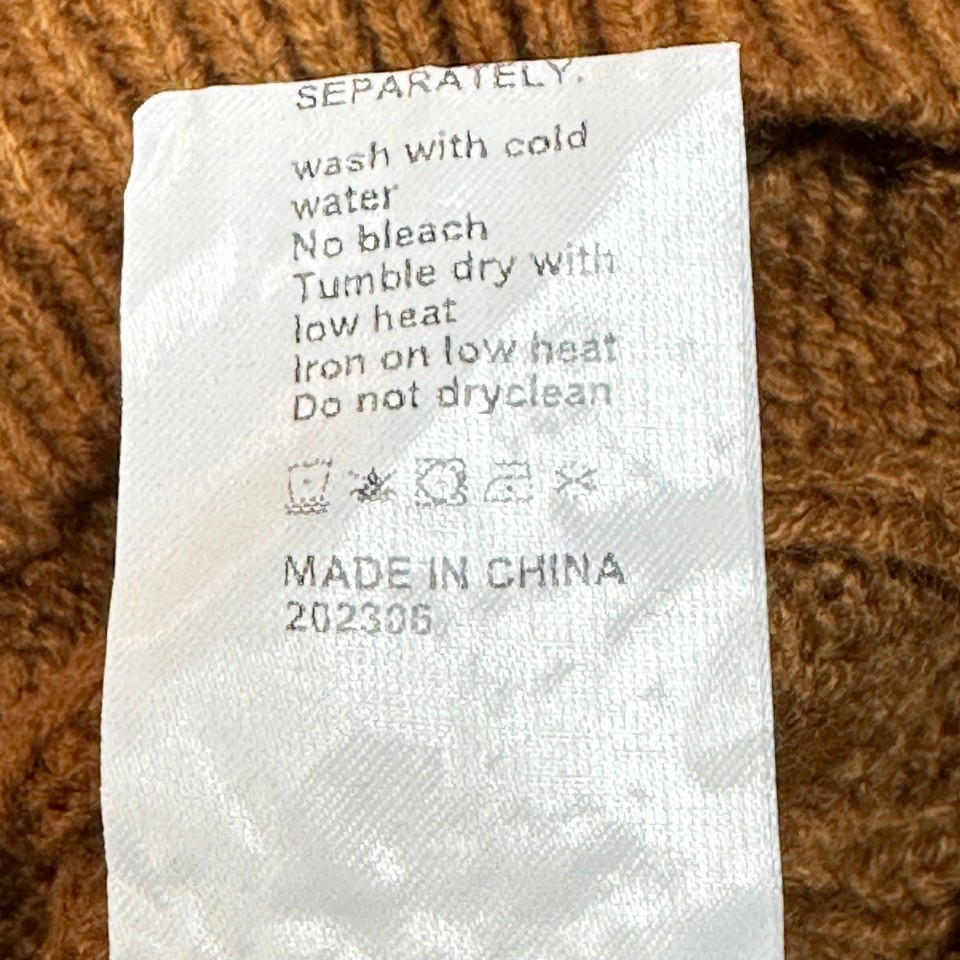 SEPARATELY.
wash with cold
water
No bleach
Tumble dry with
low heat
Iron on low heat
Do not dryclean
MADE IN CHINA
202306